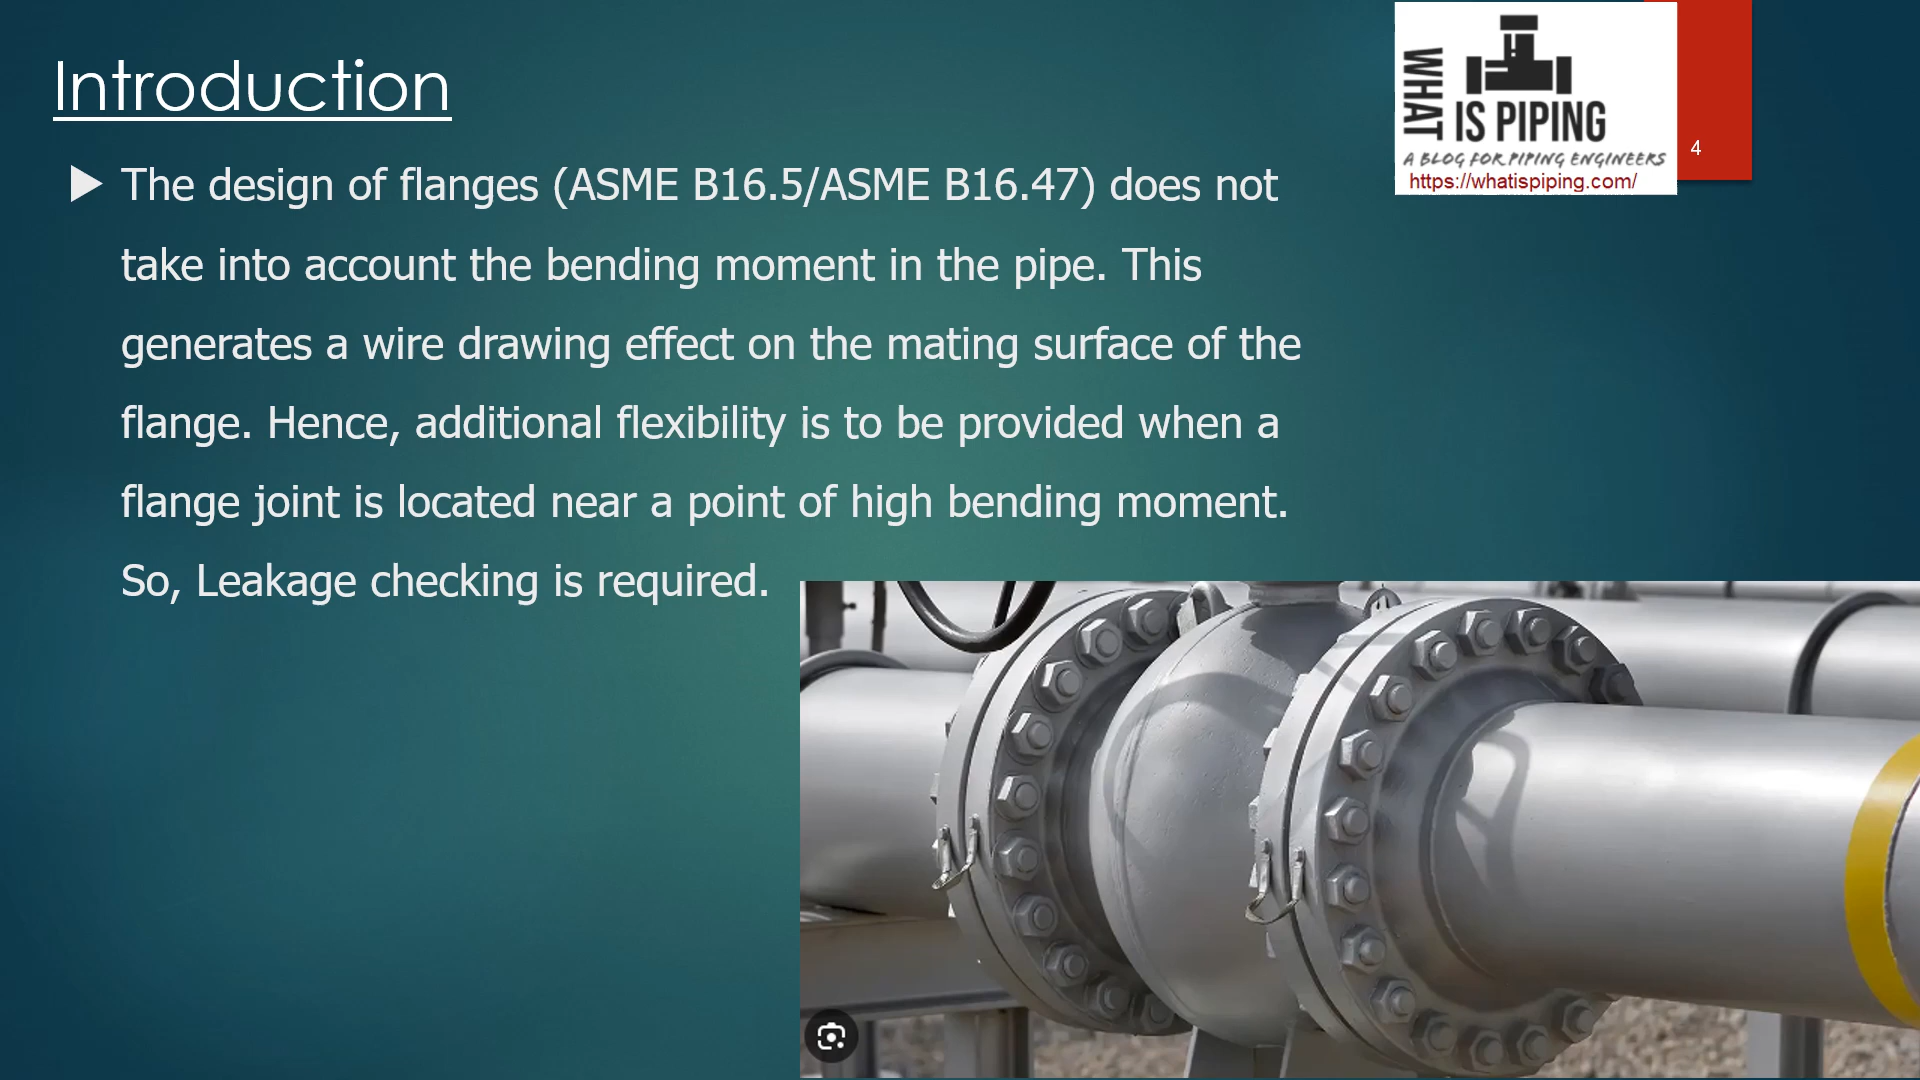 Introduction
The design of flanges (ASME B16.5/ASME B16.47) does not
take into account the bending moment in the pipe. This
generates a wire drawing effect on the mating surface of the
flange. Hence, additional flexibility is to be provided when a
flange joint is located near a point of high bending moment.
So, Leakage checking is required.
WHAT
IS PIPING
A BLOG FOR PIPING ENGINEERS
https://whatispiping.com/
4